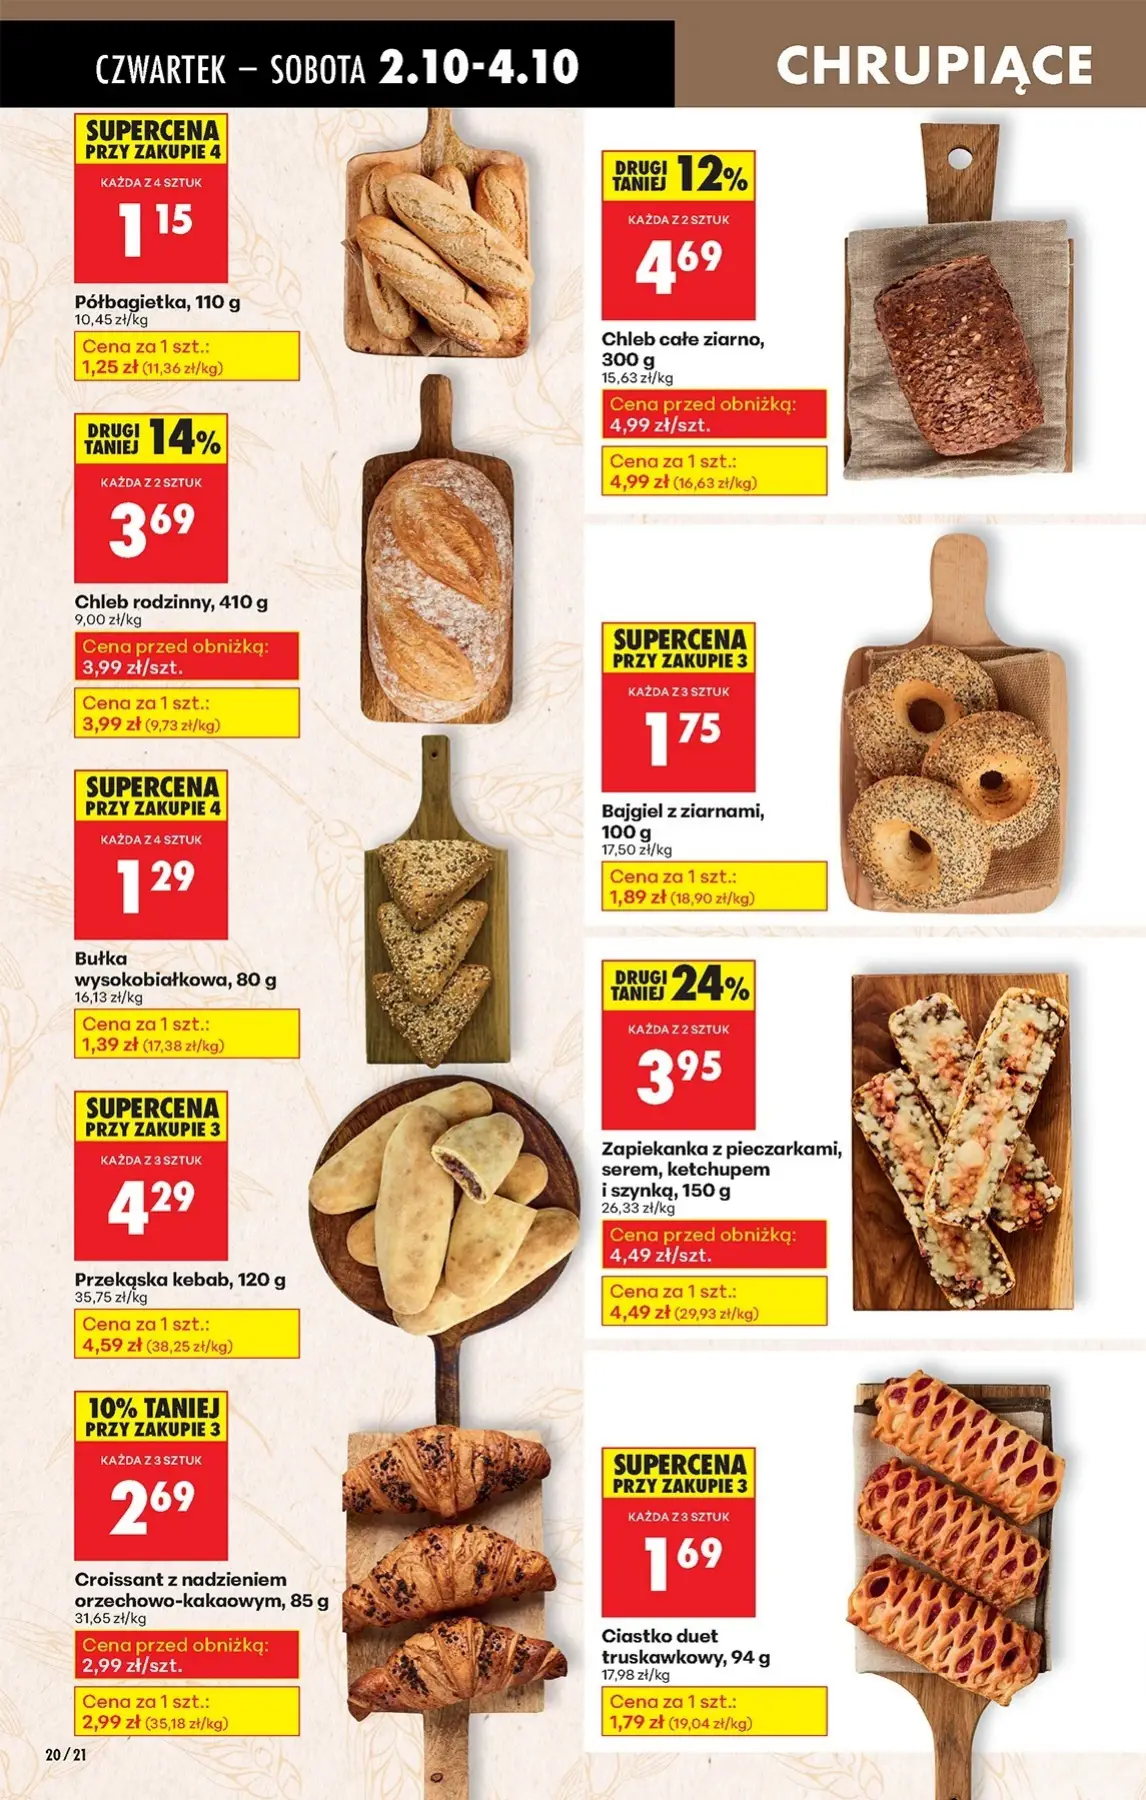 CZWARTEK – SOBOTA 2.10-4.10
CHRUPIĄCE
SUPERCENA
PRZY ZAKUPIE 4
KAŻDA Z 4 SZTUK
1 15
Półbagietka, 110 g
10,45 zł/kg
Cena za 1 szt.:
1,25 zł (11,36 zł/kg)
DRUGI
TANIEJ 14%
KAŻDA Z 2 SZTUK
3 69
Chleb rodzinny, 410 g
9,00 zł/kg
Cena przed obniżką:
3,99 zł/szt.
Cena za 1 szt.:
3,99 zł (9,73 zł/kg)
SUPERCENA
PRZY ZAKUPIE 4
KAŻDA Z 4 SZTUK
1 29
Bułka
wysokobiałkowa, 80 g
16,13 zł/kg
Cena za 1 szt.:
1,39 zł (17,38 zł/kg)
SUPERCENA
PRZY ZAKUPIE 3
KAŻDA Z 3 SZTUK
4 29
Przekąska kebab, 120 g
35,75 zł/kg
Cena za 1 szt.:
4,59 zł (38,25 zł/kg)
10% TANIEJ
PRZY ZAKUPIE 3
KAŻDA Z 3 SZTUK
2 69
Croissant z nadzieniem
orzechowo-kakaowym, 85 g
31,65 zł/kg
Cena przed obniżką:
2,99 zł/szt.
Cena za 1 szt.:
2,99 zł (35,18 zł/kg)
DRUGI
TANIEJ 12%
KAŻDA Z 2 SZTUK
4 69
Chleb całe ziarno,
300 g
15,63 zł/kg
Cena przed obniżką:
4,99 zł/szt.
Cena za 1 szt.:
4,99 zł (16,63 zł/kg)
SUPERCENA
PRZY ZAKUPIE 3
KAŻDA Z 3 SZTUK
1 75
Bajgiel z ziarnami,
100 g
17,50 zł/kg
Cena za 1 szt.:
1,89 zł (18,90 zł/kg)
DRUGI
TANIEJ 24%
KAŻDA Z 2 SZTUK
3 95
Zapiekanka z pieczarkami,
serem, ketchupem
i szynką, 150 g
26,33 zł/kg
Cena przed obniżką:
4,49 zł/szt.
Cena za 1 szt.:
4,49 zł (29,93 zł/kg)
SUPERCENA
PRZY ZAKUPIE 3
KAŻDA Z 3 SZTUK
1 69
Ciastko duet
truskawkowy, 94 g
17,98 zł/kg
Cena za 1 szt.:
1,79 zł (19,04 zł/kg)
20 / 21